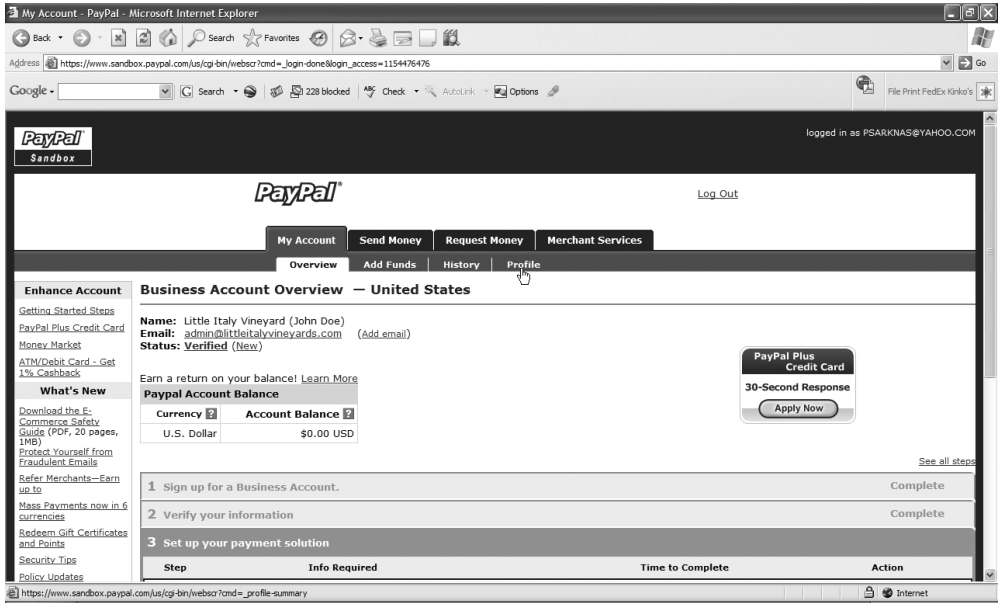 My Account - PayPal - Microsoft Internet Explorer
Back Search Favorites
Address https://www.sandbox.paypal.com/us/cgi-bin/webscr?cmd=_login-done&login_access=1154476476 Go
Google Search 228 blocked ABC Check AutoLink Options File Print FedEx Kinko's
PayPal
Sandbox
logged in as PSARKNAS@YAHOO.COM
PayPal®
Log Out
My Account Send Money Request Money Merchant Services
Overview Add Funds History Profile
Enhance Account
Getting Started Steps
PayPal Plus Credit Card
Money Market
ATM/Debit Card - Get
1% Cashback
What's New
Download the E-
Commerce Safety
Guide (PDF, 20 pages,
1MB)
Protect Yourself from
Fraudulent Emails
Refer Merchants—Earn
up to
Mass Payments now in 6
currencies
Redeem Gift Certificates
and Points
Security Tips
Policy Updates
Business Account Overview — United States
Name: Little Italy Vineyard (John Doe)
Email: admin@littleitalyvineyards.com (Add email)
Status: Verified (New)
Earn a return on your balance! Learn More
Paypal Account Balance
Currency ? Account Balance ?
U.S. Dollar $0.00 USD
PayPal Plus
Credit Card
30-Second Response
Apply Now
See all steps
1 Sign up for a Business Account. Complete
2 Verify your information Complete
3 Set up your payment solution
Step Info Required Time to Complete Action
https://www.sandbox.paypal.com/us/cgi-bin/webscr?cmd=_profile-summary Internet